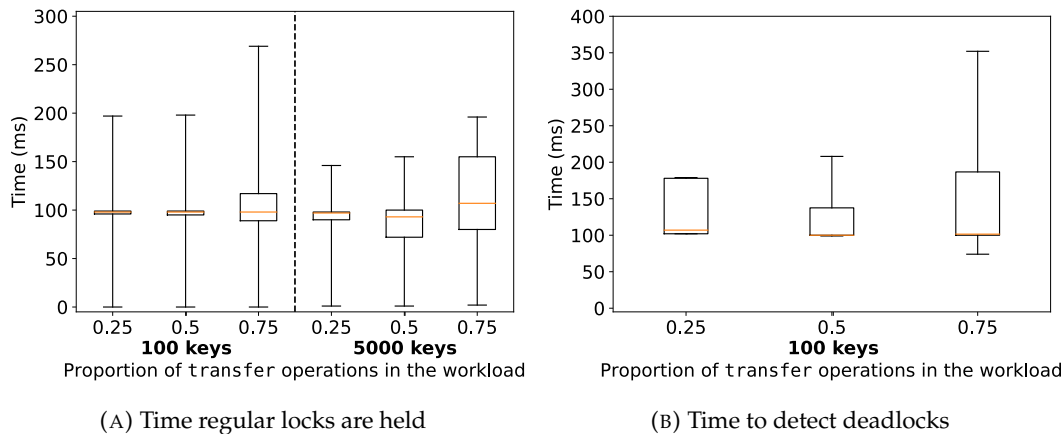 300
250
200
150
100
50
0
Time (ms)
0.25 0.5 0.75 0.25 0.5 0.75
100 keys 5000 keys
Proportion of transfer operations in the workload
(A) Time regular locks are held
400
350
300
250
200
150
100
50
0
Time (ms)
0.25 0.5 0.75
100 keys
Proportion of transfer operations in the workload
(B) Time to detect deadlocks